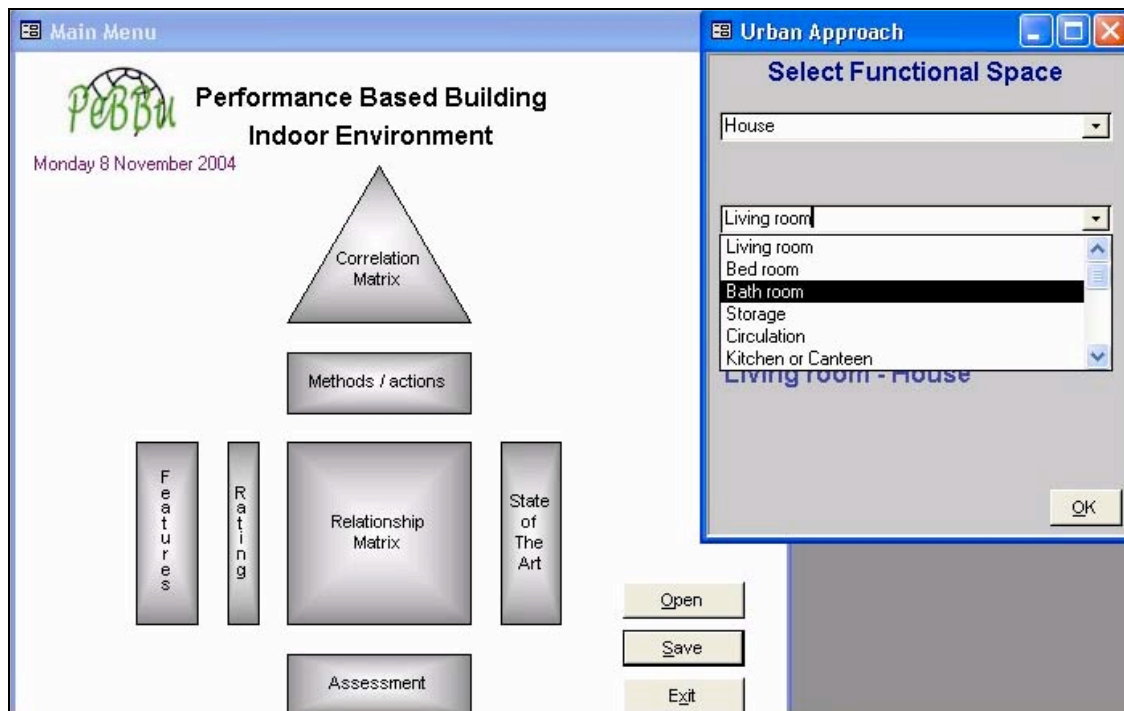 Main Menu
PeBBu
Performance Based Building
Indoor Environment
Monday 8 November 2004
Correlation
Matrix
Methods / actions
Features
Rating
Relationship
Matrix
State
of
The
Art
Assessment
Open
Save
Exit
Urban Approach
Select Functional Space
House
Living room
Living room
Bed room
Bath room
Storage
Circulation
Kitchen or Canteen
Living room - House
OK